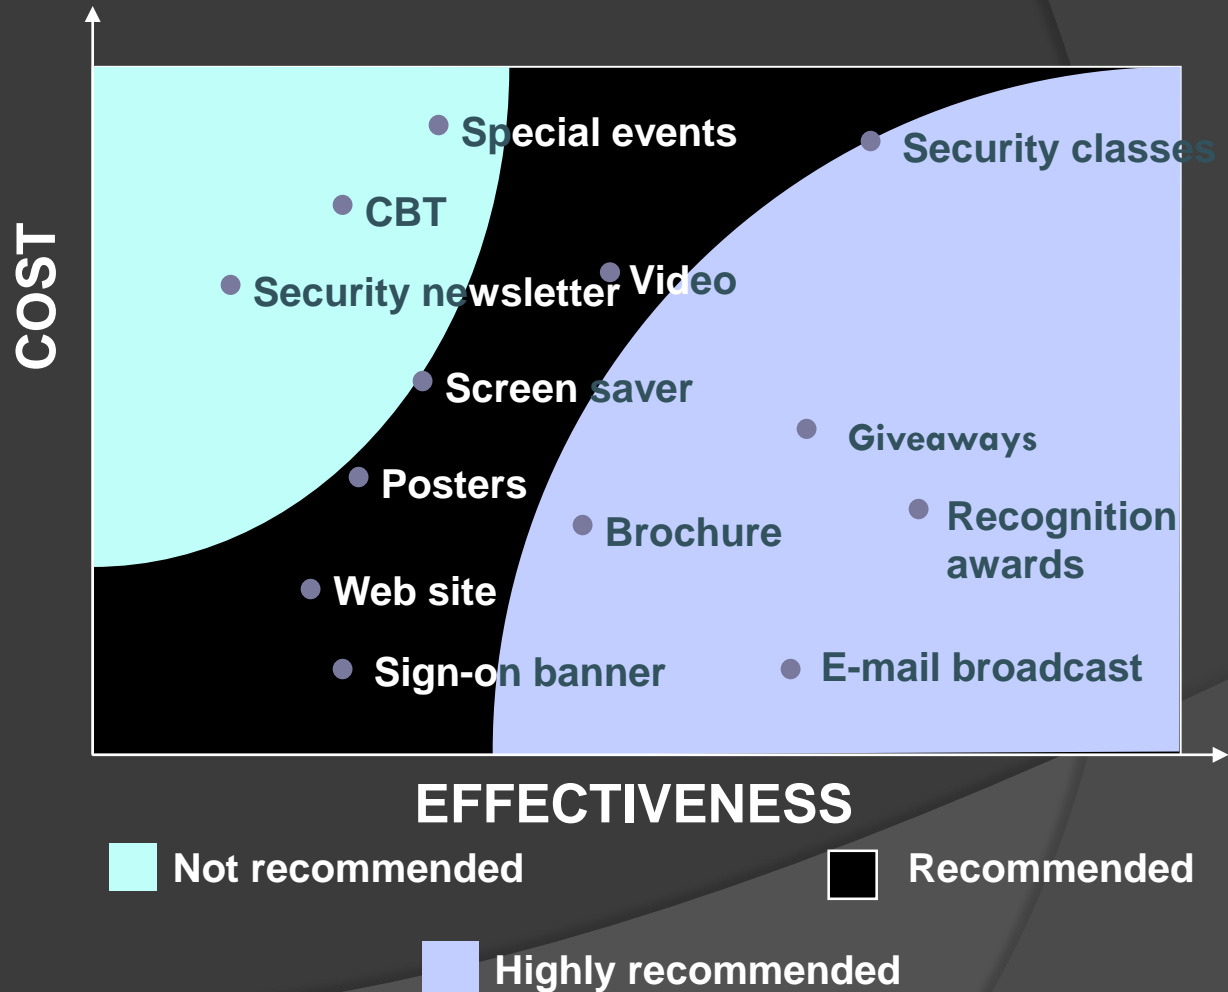 COST
Special events
Security classes
CBT
Security newsletter
Video
Screen saver
Giveaways
Posters
Brochure
Recognition
awards
Web site
Sign-on banner
E-mail broadcast
EFFECTIVENESS
Not recommended
Recommended
Highly recommended